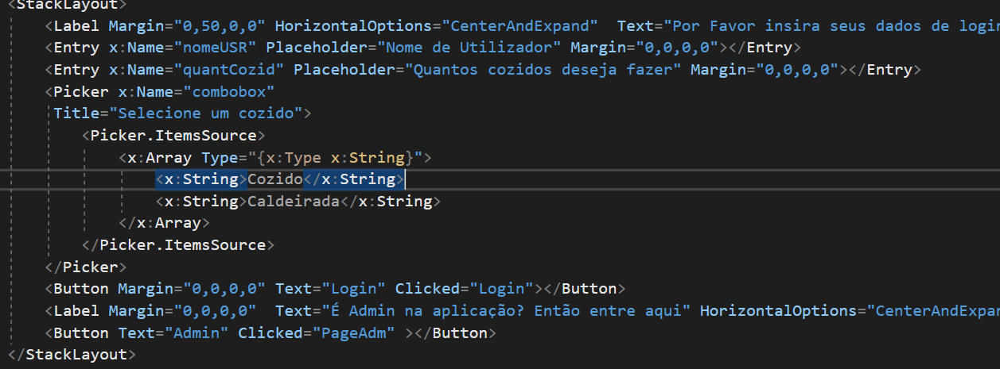 <StackLayout>
<Label Margin="0,50,0,0" HorizontalOptions="CenterAndExpand"  Text="Por Favor insira seus dados de login
<Entry x:Name="nomeUSR" Placeholder="Nome de Utilizador" Margin="0,0,0,0"></Entry>
<Entry x:Name="quantCozid" Placeholder="Quantos cozidos deseja fazer" Margin="0,0,0,0"></Entry>
<Picker x:Name="combobox"
Title="Selecione um cozido">
<Picker.ItemsSource>
<x:Array Type="{x:Type x:String}">
<x:String>Cozido</x:String>
<x:String>Caldeirada</x:String>
</x:Array>
</Picker.ItemsSource>
</Picker>
<Button Margin="0,0,0,0" Text="Login" Clicked="Login"></Button>
<Label Margin="0,0,0,0"  Text="É Admin na aplicação? Então entre aqui" HorizontalOptions="CenterAndExpan
<Button Text="Admin" Clicked="PageAdm" ></Button>
</StackLayout>